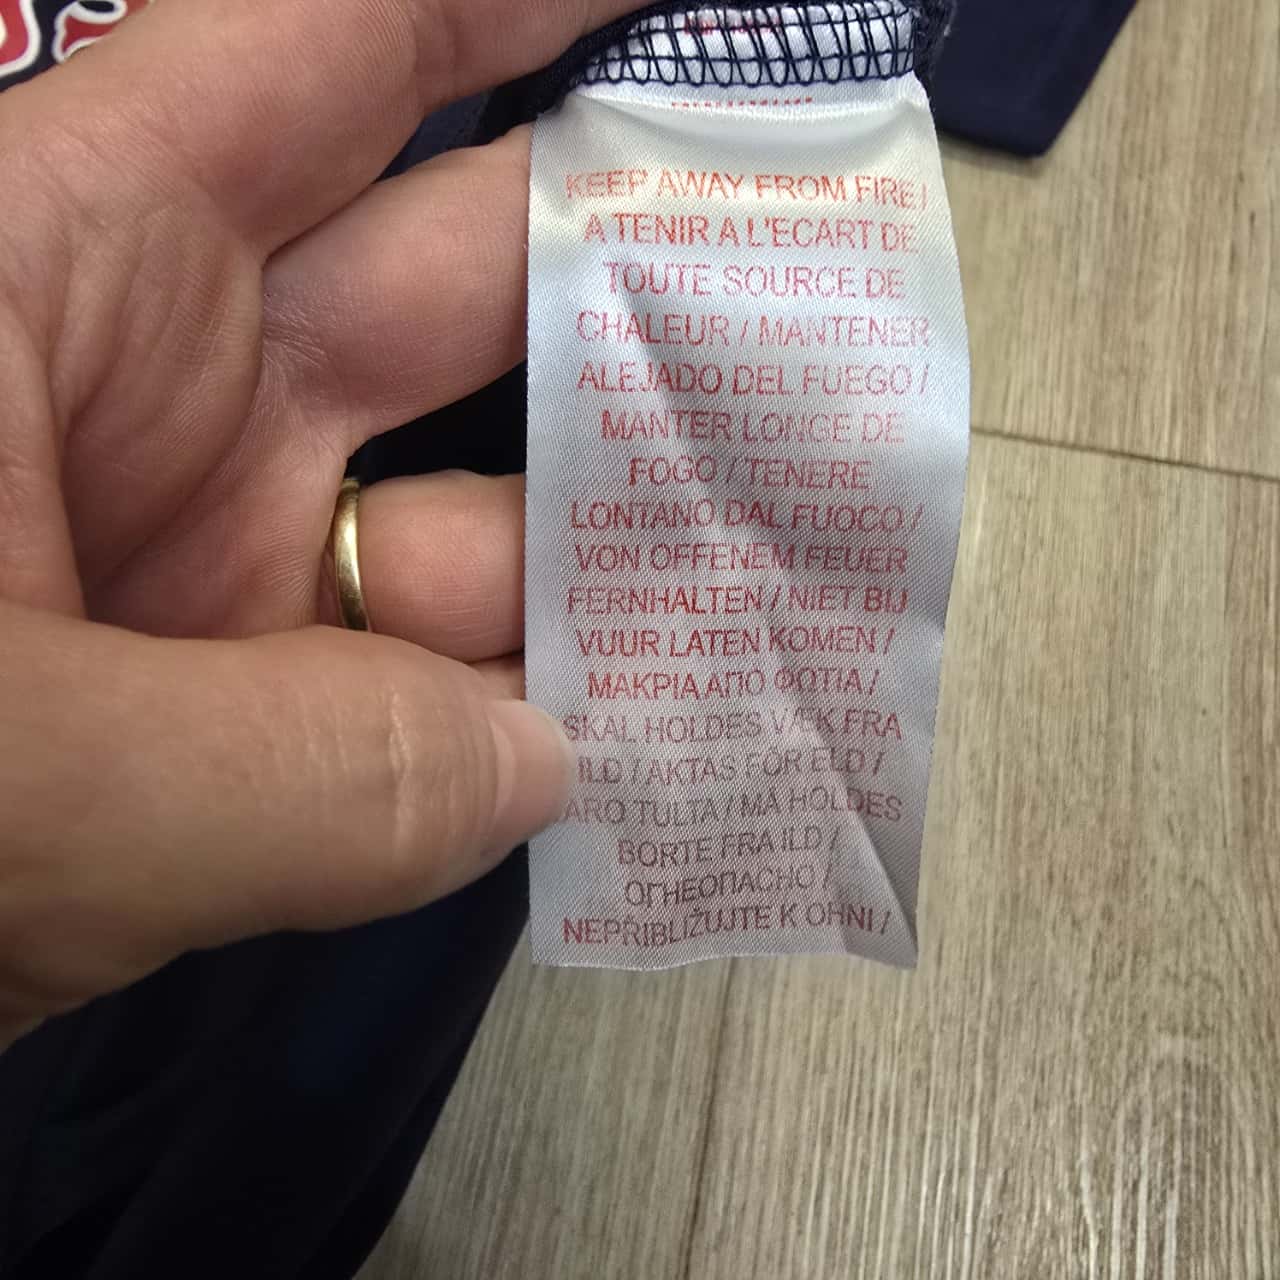 KEEP AWAY FROM FIRE /
A TENIR A L'ECART DE
TOUTE SOURCE DE
CHALEUR / MANTENER
ALEJADO DEL FUEGO /
MANTER LONGE DE
FOGO / TENERE
LONTANO DAL FUOCO /
VON OFFENEM FEUER
FERNHALTEN / NIET BIJ
VUUR LATEN KOMEN /
ΜΑΚΡΙΑ ΑΠΟ ΦΩΤΙΑ /
SKAL HOLDES VÆK FRA
ILD / AKTAS FÖR ELD /
ARO TULTA / MÅ HOLDES
BORTE FRA ILD /
ОГНЕОПАСНО /
NEPŘIBLIŽUJTE K OHNI /